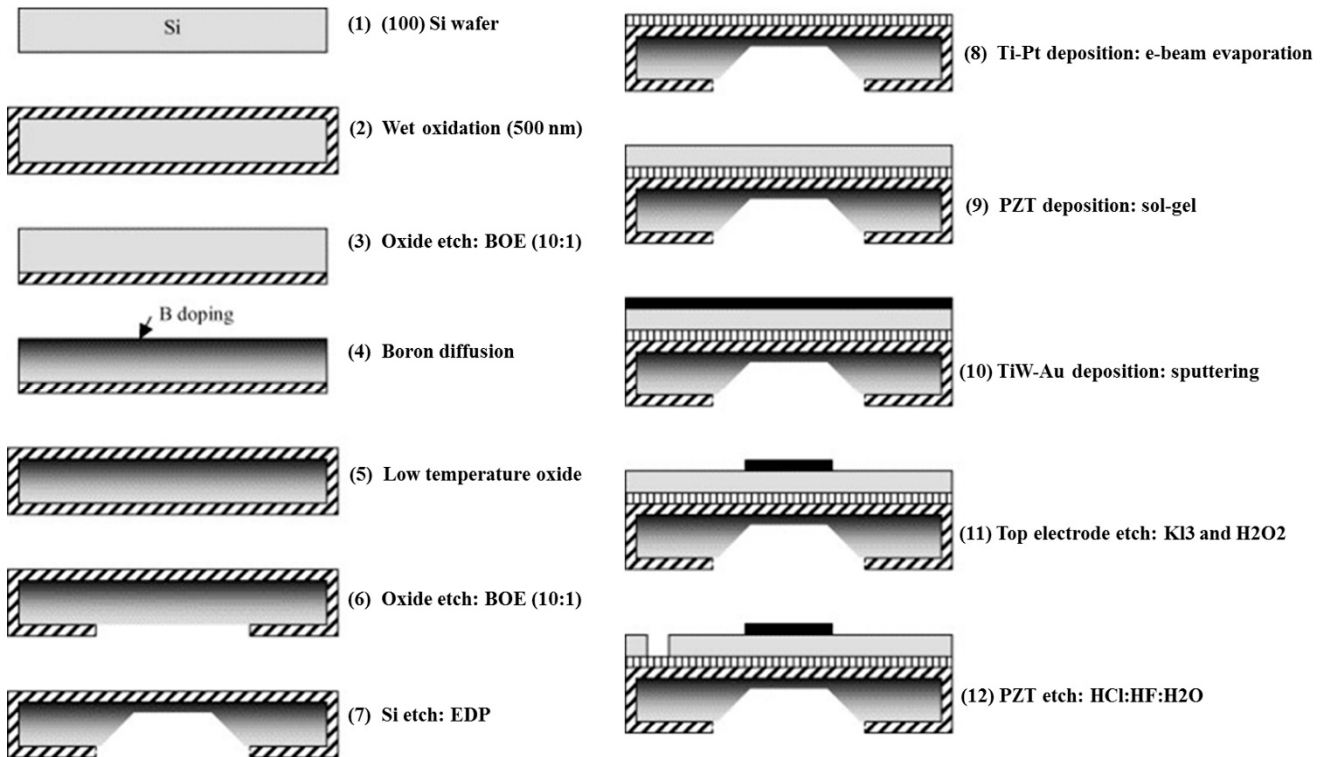 Si
(1) (100) Si wafer
(2) Wet oxidation (500 nm)
(3) Oxide etch: BOE (10:1)
B doping
(4) Boron diffusion
(5) Low temperature oxide
(6) Oxide etch: BOE (10:1)
(7) Si etch: EDP
(8) Ti-Pt deposition: e-beam evaporation
(9) PZT deposition: sol-gel
(10) TiW-Au deposition: sputtering
(11) Top electrode etch: Kl3 and H2O2
(12) PZT etch: HCl:HF:H2O